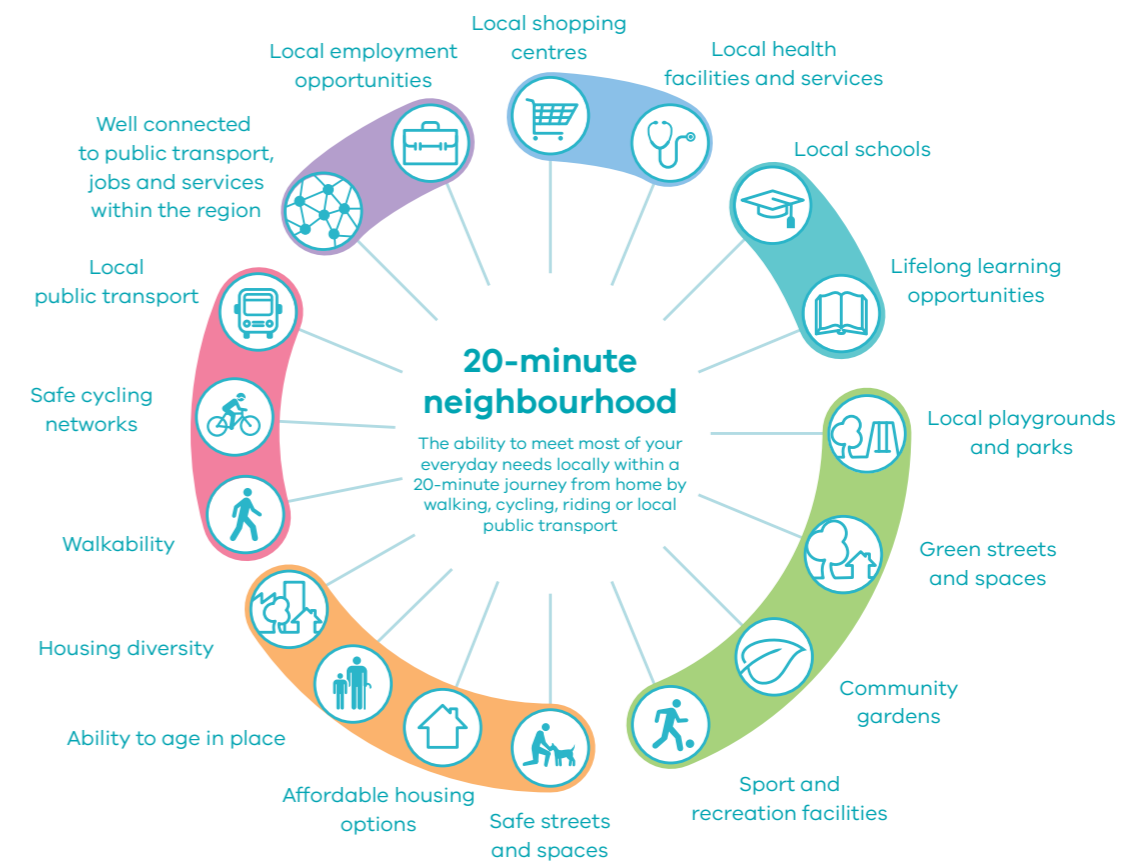 Local shopping
centres
Local health
facilities and services
Local schools
Lifelong learning
opportunities
Local playgrounds
and parks
Green streets
and spaces
Community
gardens
Sport and
recreation facilities
Safe streets
and spaces
Affordable housing
options
Ability to age in place
Housing diversity
Walkability
Safe cycling
networks
Local
public transport
Well connected
to public transport,
jobs and services
within the region
Local employment
opportunities
20-minute
neighbourhood
The ability to meet most of your
everyday needs locally within a
20-minute journey from home by
walking, cycling, riding or local
public transport